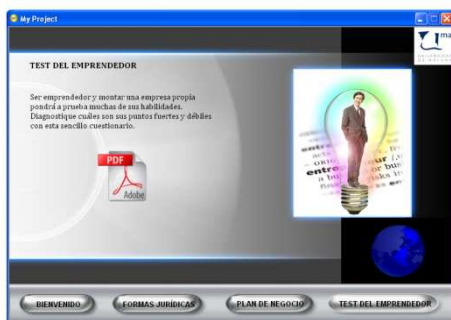 My Project
uma
TEST DEL EMPRENDEDOR
Ser emprendedor y montar una empresa propia
pondrá a prueba muchas de sus habilidades.
Diagnostique cuáles son sus puntos fuertes y débiles
con esta sencillo cuestionario.
PDF
Adobe
BIENVENIDO
FORMAS JURÍDICAS
PLAN DE NEGOCIO
TEST DEL EMPRENDEDOR